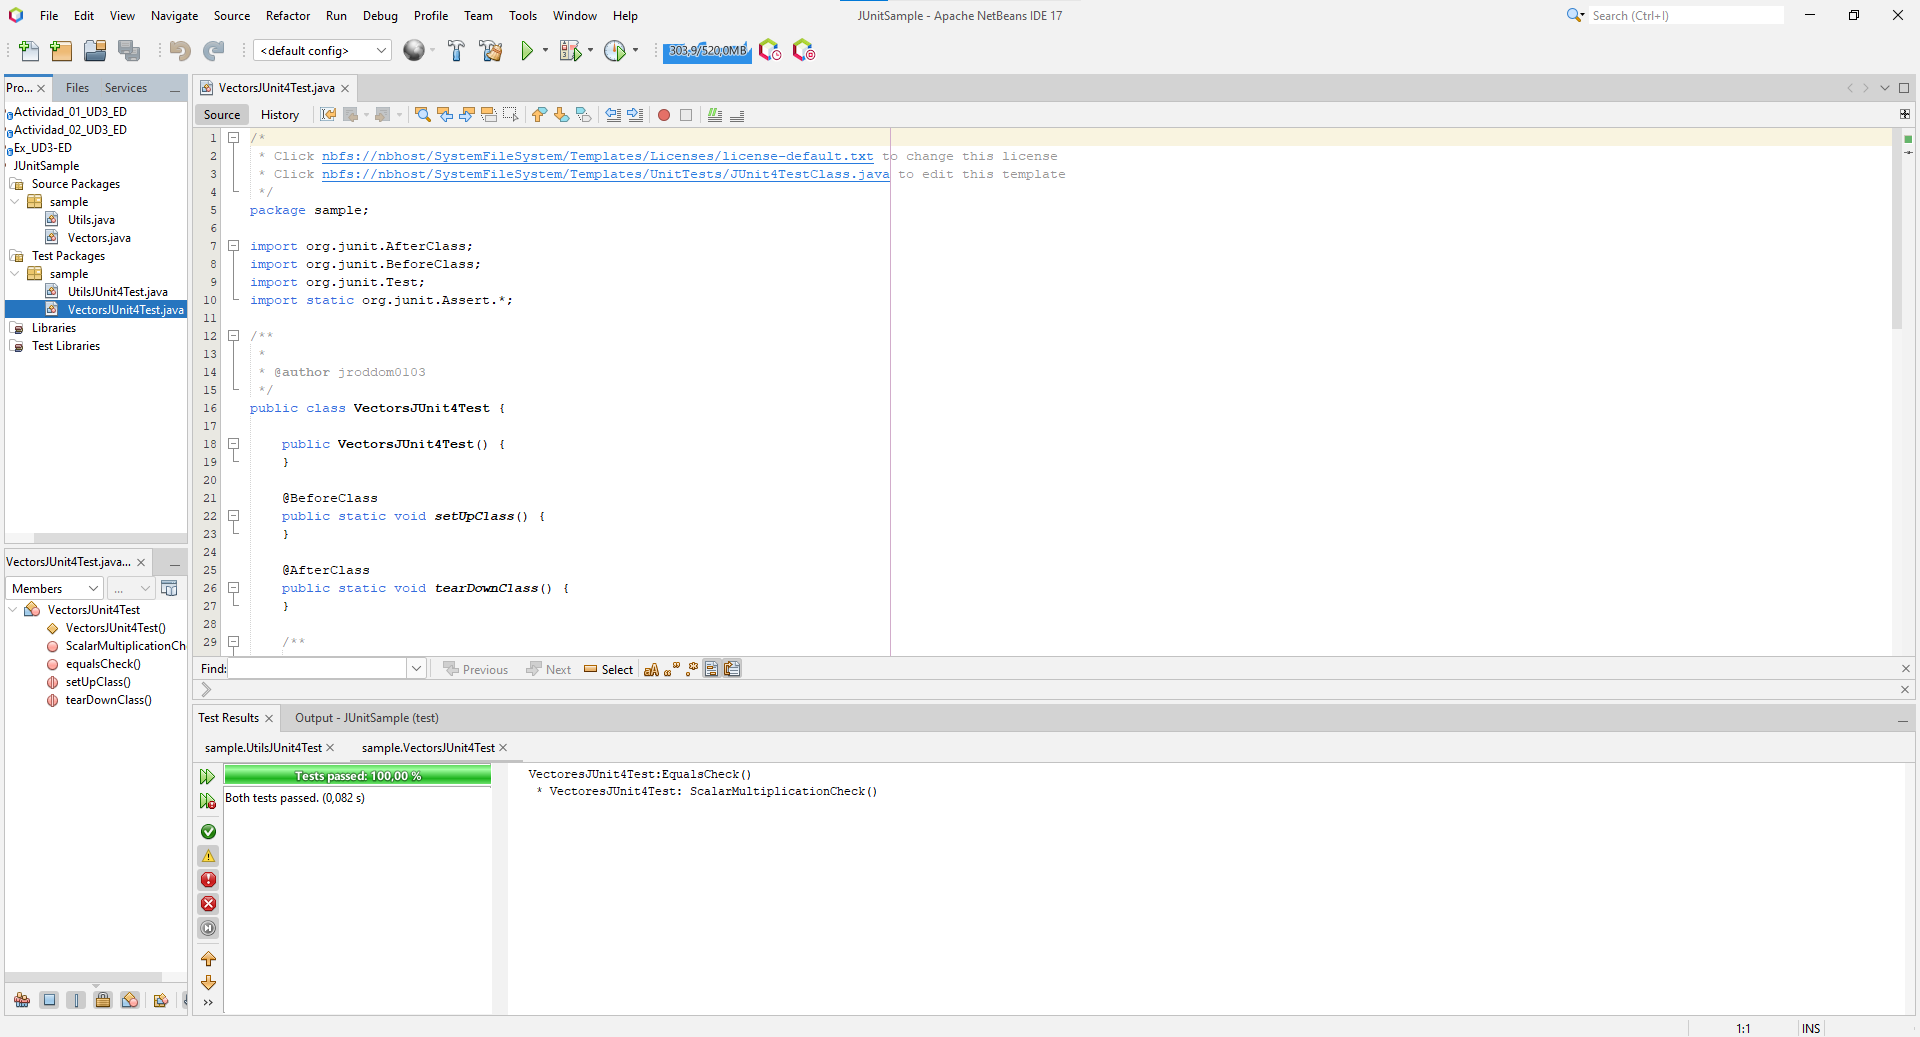 File Edit View Navigate Source Refactor Run Debug Profile Team Tools Window Help
JUnitSample - Apache NetBeans IDE 17
Search (Ctrl+I)
<default config>
303,9/520,0MB
Pro... Files Services
VectorsJUnit4Test.java
Source History
Actividad_01_UD3_ED
Actividad_02_UD3_ED
Ex_UD3-ED
JUnitSample
Source Packages
sample
Utils.java
Vectors.java
Test Packages
sample
UtilsJUnit4Test.java
VectorsJUnit4Test.java
Libraries
Test Libraries
1 /*
2 * Click nbfs://nbhost/SystemFileSystem/Templates/Licenses/license-default.txt to change this license
3 * Click nbfs://nbhost/SystemFileSystem/Templates/UnitTests/JUnit4TestClass.java to edit this template
4 */
5 package sample;
6
7 import org.junit.AfterClass;
8 import org.junit.BeforeClass;
9 import org.junit.Test;
10 import static org.junit.Assert.*;
11
12 /**
13 *
14 * @author jroddom0103
15 */
16 public class VectorsJUnit4Test {
17
18 public VectorsJUnit4Test() {
19 }
20
21 @BeforeClass
22 public static void setUpClass() {
23 }
24
25 @AfterClass
26 public static void tearDownClass() {
27 }
28
29 /**
VectorsJUnit4Test.java...
Members ...
VectorsJUnit4Test
VectorsJUnit4Test()
ScalarMultiplicationCh
equalsCheck()
setUpClass()
tearDownClass()
Find: Previous Next Select
Test Results Output - JUnitSample (test)
sample.UtilsJUnit4Test sample.VectorsJUnit4Test
Tests passed: 100,00 %
Both tests passed. (0,082 s)
VectoresJUnit4Test:EqualsCheck()
* VectoresJUnit4Test: ScalarMultiplicationCheck()
1:1 INS